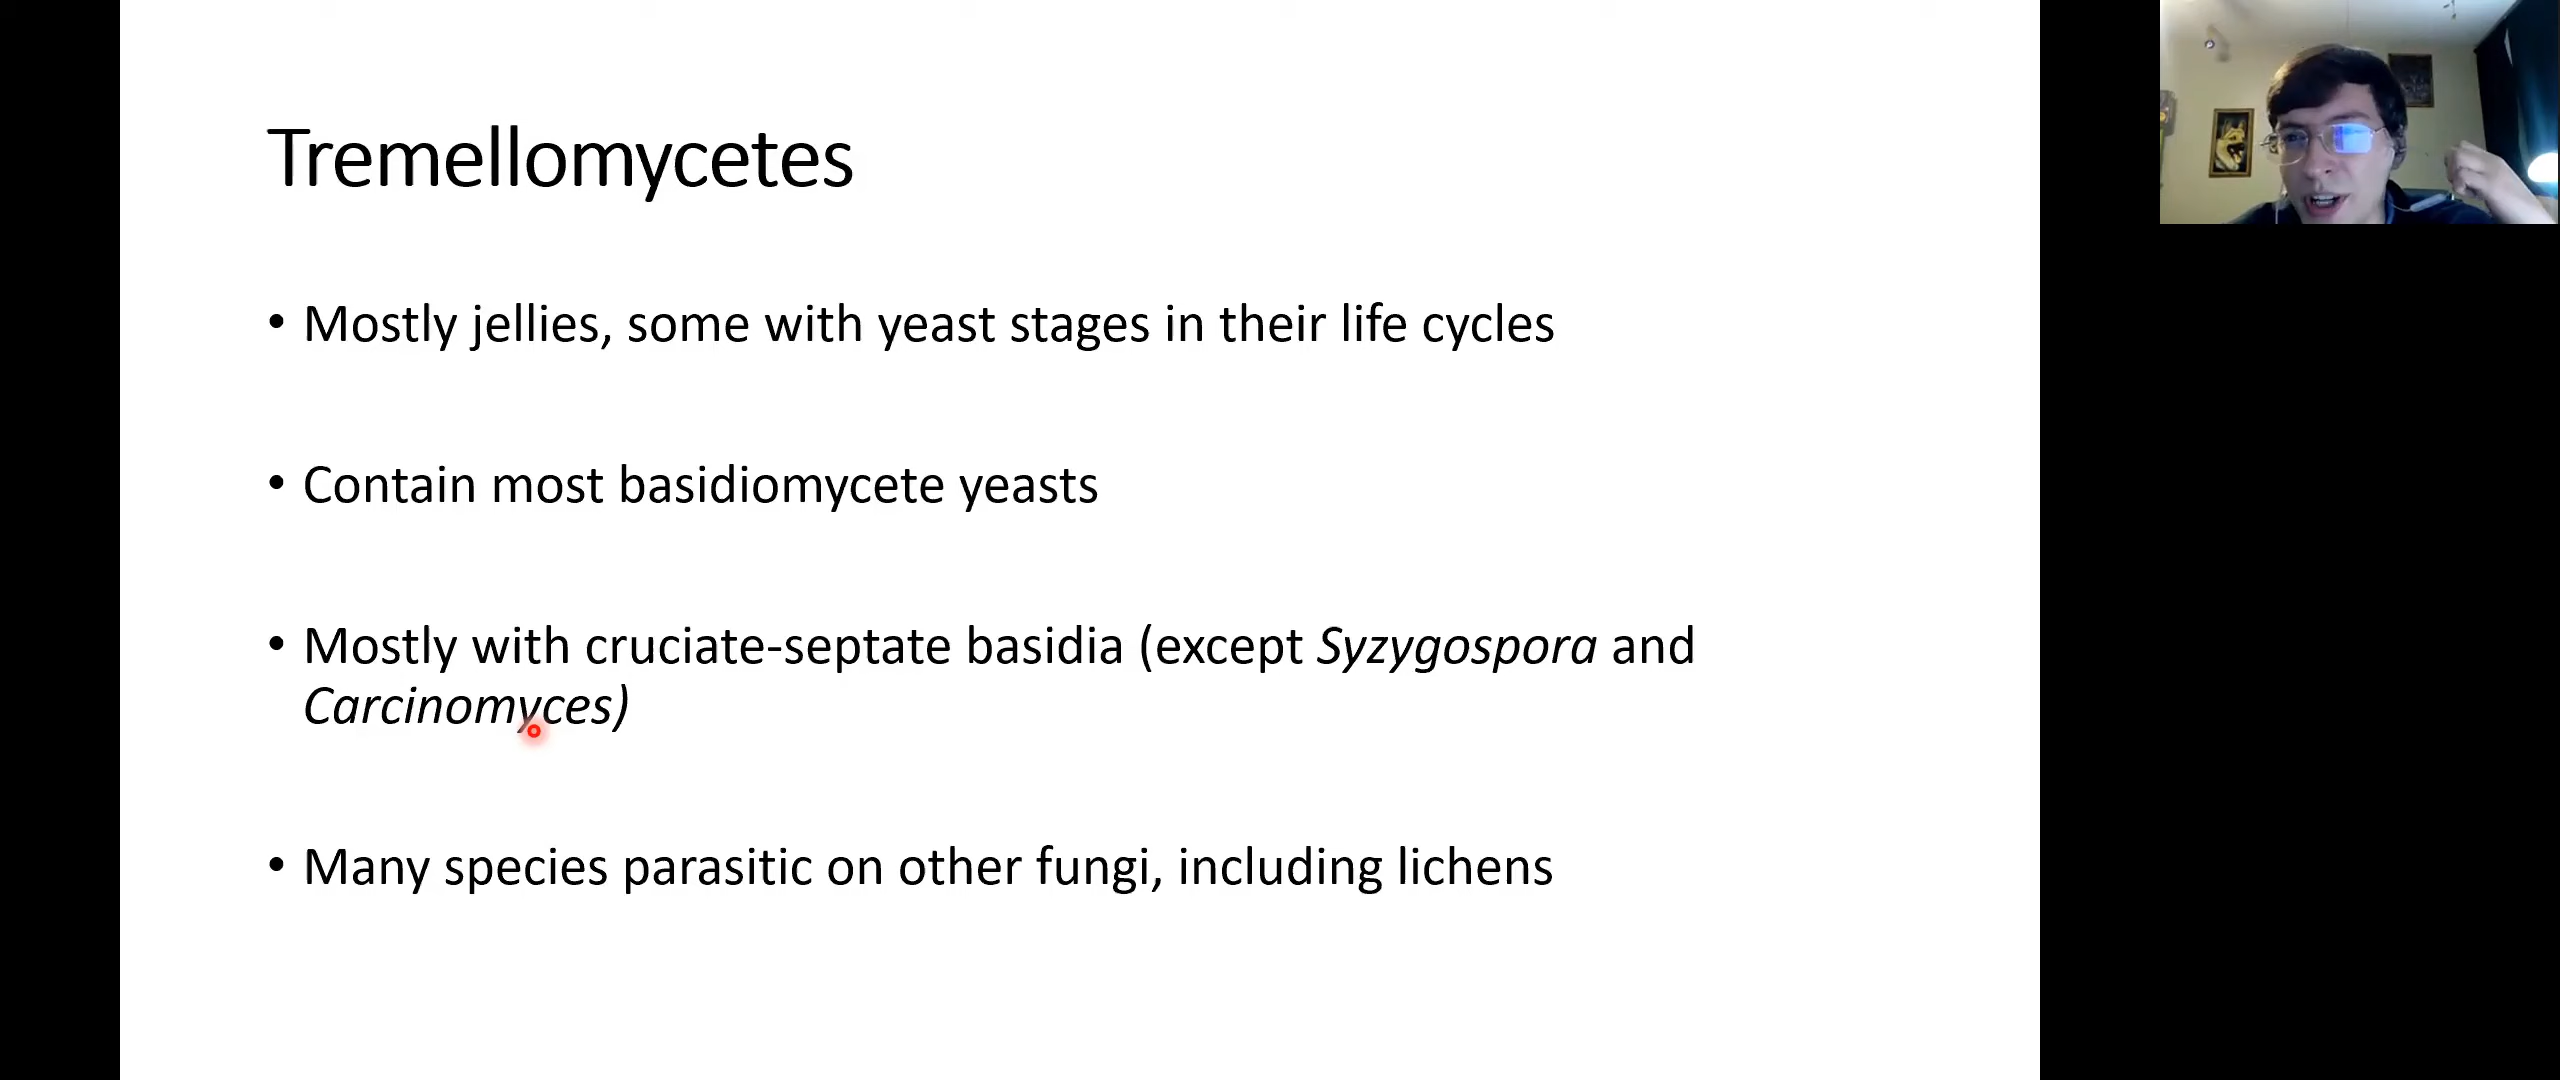 Tremellomycetes
• Mostly jellies, some with yeast stages in their life cycles
• Contain most basidiomycete yeasts
• Mostly with cruciate-septate basidia (except Syzygospora and
Carcinomyces)
• Many species parasitic on other fungi, including lichens